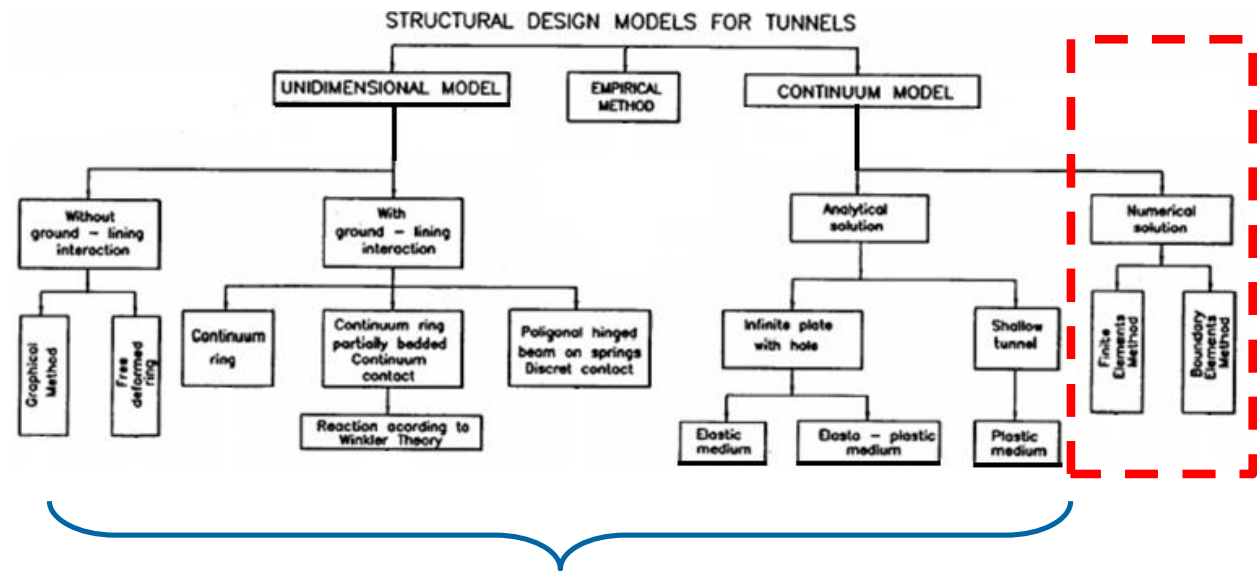 STRUCTURAL DESIGN MODELS FOR TUNNELS
UNIDIMENSIONAL MODEL
EMPIRICAL
METHOD
CONTINUUM MODEL
Without
ground – lining
interaction
With
ground – lining
interaction
Analytical
solution
Numerical
solution
Graphical
Method
Free
deformed
ring
Continuum
ring
Continuum ring
partially bedded
Continuum
contact
Poligonal hinged
beam on springs
Discret contact
Infinite plate
with hole
Shallow
tunnel
Finite
Elements
Method
Boundary
Elements
Method
Reaction acording to
Winkler Theory
Elastic
medium
Elasto – plastic
medium
Plastic
medium